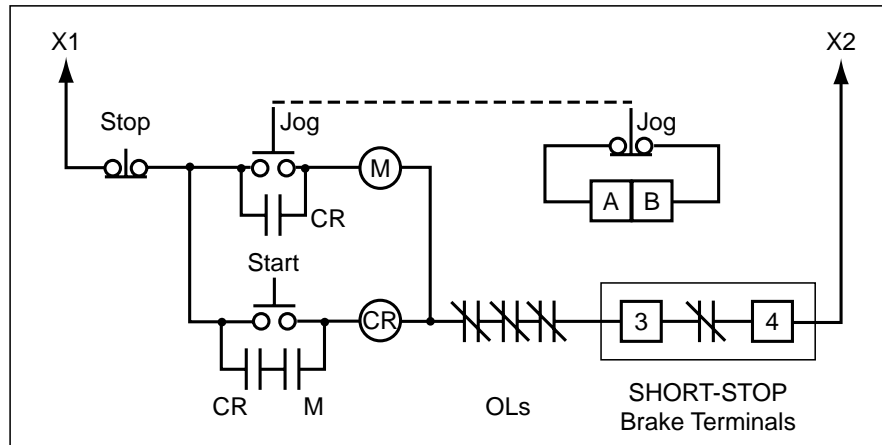 X1
X2
Stop
Jog
Jog
M
A B
CR
Start
CR
3
4
CR
M
OLs
SHORT-STOP
Brake Terminals